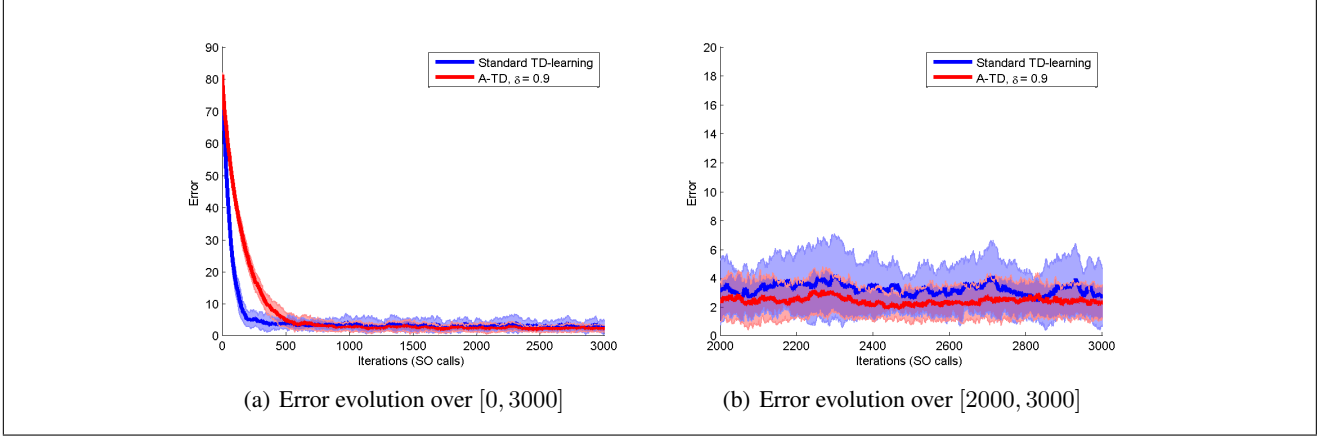 90
80
70
60
50
40
30
20
10
0
Error
Standard TD-learning
A-TD, δ = 0.9
0 500 1000 1500 2000 2500 3000
Iterations (SO calls)
(a) Error evolution over [0, 3000]
20
18
16
14
12
10
8
6
4
2
0
Error
Standard TD-learning
A-TD, δ = 0.9
2000 2200 2400 2600 2800 3000
Iterations (SO calls)
(b) Error evolution over [2000, 3000]